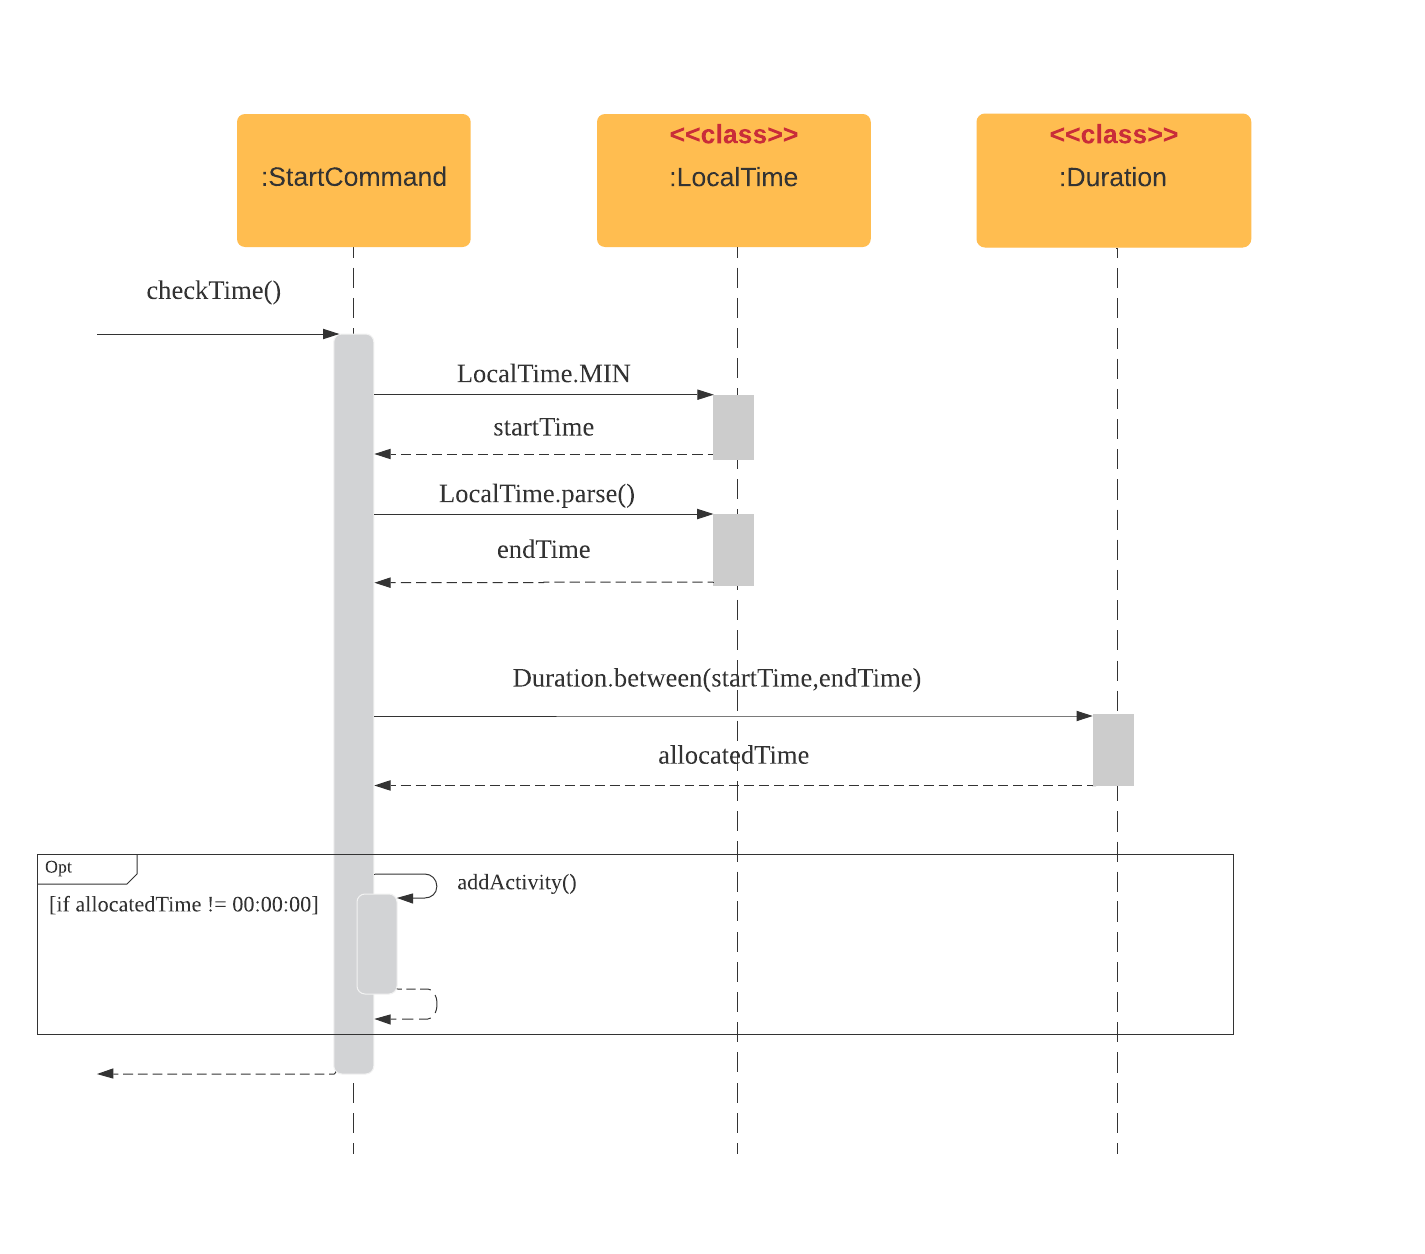 <<class>>
<<class>>
:StartCommand
:LocalTime
:Duration
checkTime()
LocalTime.MIN
startTime
LocalTime.parse()
endTime
Duration.between(startTime,endTime)
allocatedTime
Opt
addActivity()
[if allocatedTime != 00:00:00]